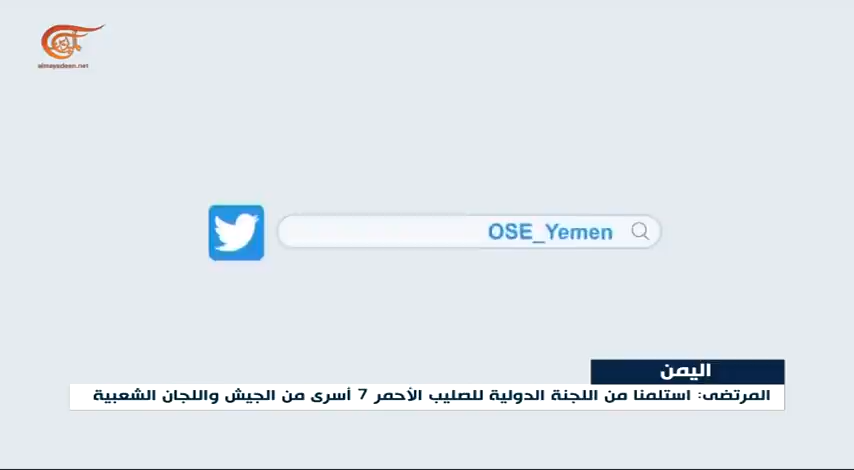 almayadeen.net
OSE_Yemen
اليمن
المرتضى: استلمنا من اللجنة الدولية للصليب الأحمر 7 أسرى من الجيش واللجان الشعبية